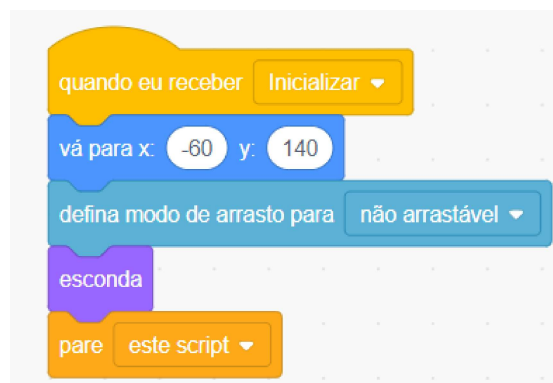 quando eu receber Inicializar
vá para x: -60 y: 140
defina modo de arrasto para não arrastável
esconda
pare este script